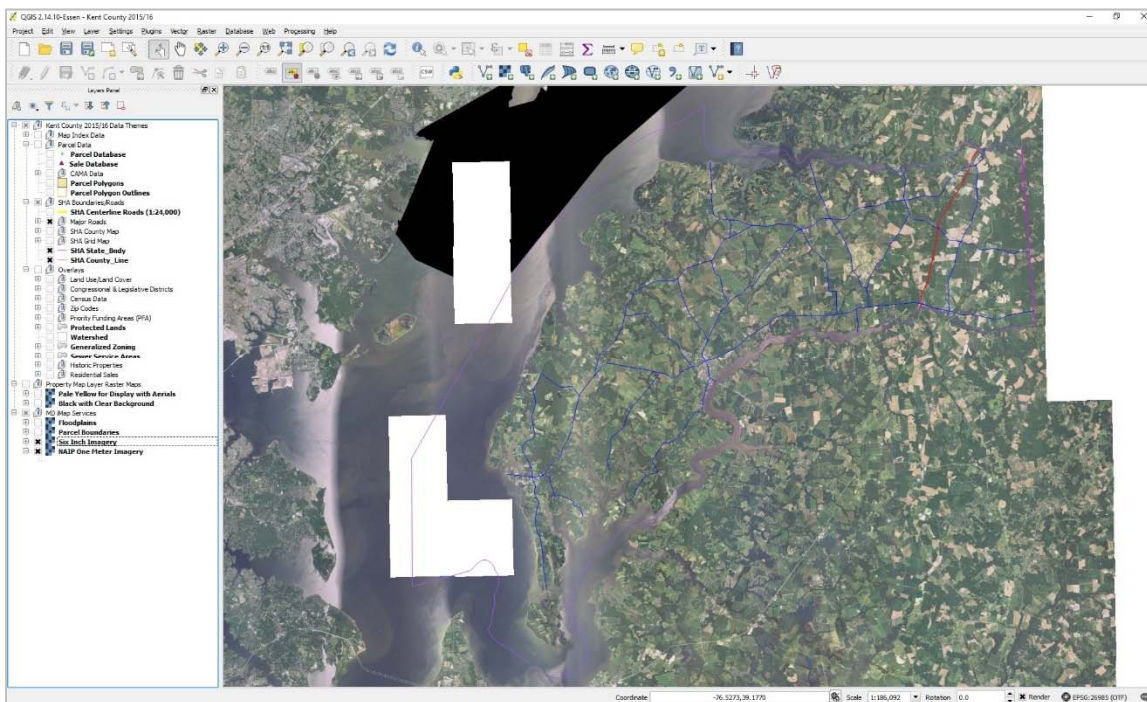 QGIS 2.14.10-Essen - Kent County 2015/16
Project Edit View Layer Settings Plugins Vector Raster Database Web Processing Help
CSW
Layers Panel
Kent County 2015/16 Data Themes
Map Index Data
Parcel Data
Parcel Database
Sale Database
CAMA Data
Parcel Polygons
Parcel Polygon Outlines
SHA Boundaries/Roads
SHA Centerline Roads (1:24,000)
Major Roads
SHA County Map
SHA Grid Map
SHA State_Bndy
SHA County_Line
Overlays
Land Use/Land Cover
Congressional & Legislative Districts
Census Data
Zip Codes
Priority Funding Areas (PFA)
Protected Lands
Watershed
Generalized Zoning
Sewer Service Areas
Historic Properties
Residential Sales
Property Map Layer Raster Maps
Pale Yellow for Display with Aerials
Black with Clear Background
MD iMap Services
Floodplains
Parcel Boundaries
Six Inch Imagery
NAIP One Meter Imagery
Coordinate -76.5273,39.1770 Scale 1:186,092 Rotation 0.0 Render EPSG:26985 (OTF)